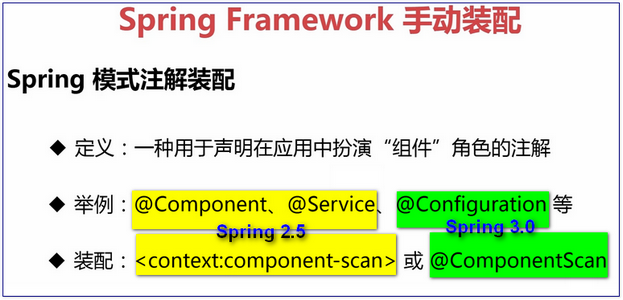 Spring Framework 手动装配
Spring 模式注解装配
◆ 定义：一种用于声明在应用中扮演“组件”角色的注解
◆ 举例：@Component、@Service、@Configuration 等
Spring 2.5 Spring 3.0
◆ 装配：<context:component-scan> 或 @ComponentScan